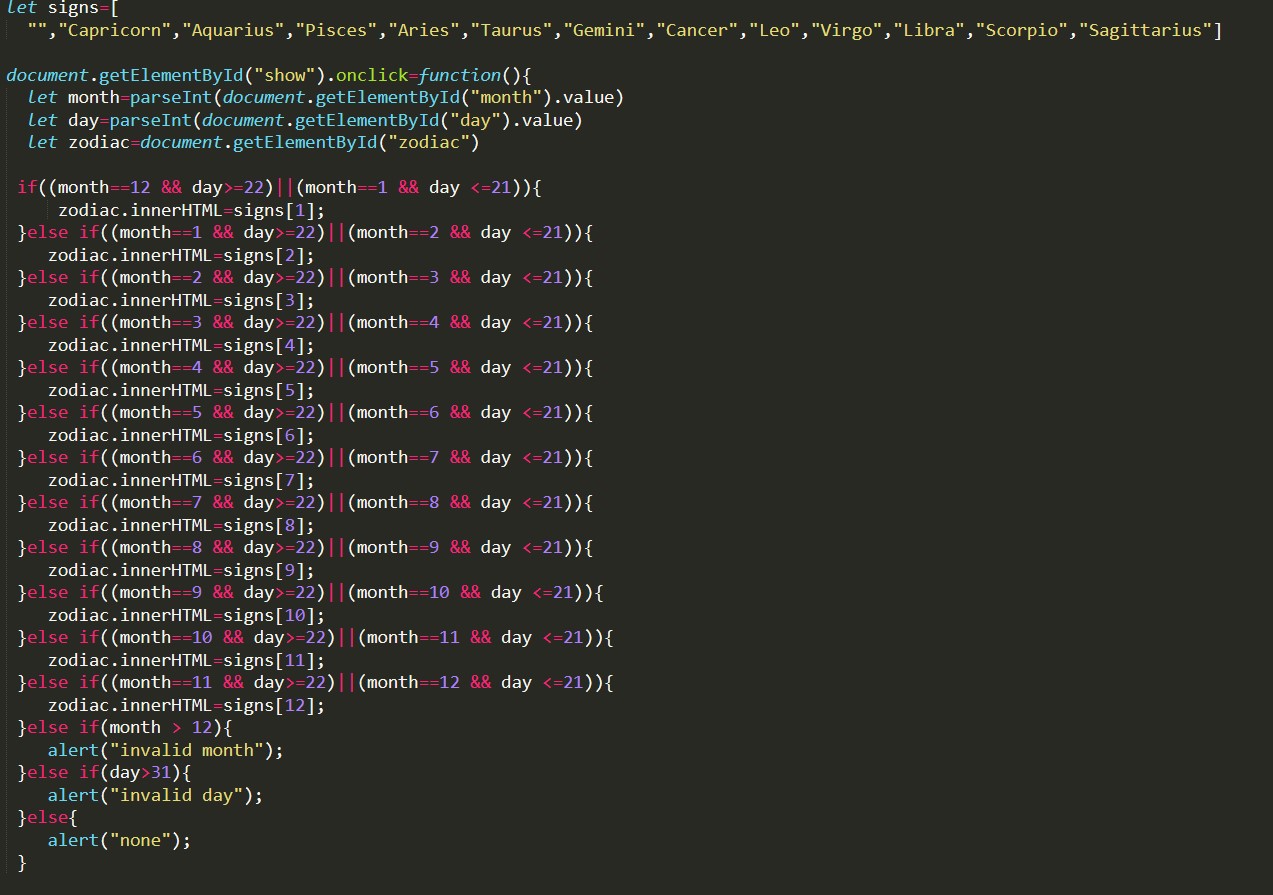 let signs=[
"","Capricorn","Aquarius","Pisces","Aries","Taurus","Gemini","Cancer","Leo","Virgo","Libra","Scorpio","Sagittarius"]
document.getElementById("show").onclick=function(){
let month=parseInt(document.getElementById("month").value)
let day=parseInt(document.getElementById("day").value)
let zodiac=document.getElementById("zodiac")
if((month==12 && day>=22)||(month==1 && day <=21)){
zodiac.innerHTML=signs[1];
}else if((month==1 && day>=22)||(month==2 && day <=21)){
zodiac.innerHTML=signs[2];
}else if((month==2 && day>=22)||(month==3 && day <=21)){
zodiac.innerHTML=signs[3];
}else if((month==3 && day>=22)||(month==4 && day <=21)){
zodiac.innerHTML=signs[4];
}else if((month==4 && day>=22)||(month==5 && day <=21)){
zodiac.innerHTML=signs[5];
}else if((month==5 && day>=22)||(month==6 && day <=21)){
zodiac.innerHTML=signs[6];
}else if((month==6 && day>=22)||(month==7 && day <=21)){
zodiac.innerHTML=signs[7];
}else if((month==7 && day>=22)||(month==8 && day <=21)){
zodiac.innerHTML=signs[8];
}else if((month==8 && day>=22)||(month==9 && day <=21)){
zodiac.innerHTML=signs[9];
}else if((month==9 && day>=22)||(month==10 && day <=21)){
zodiac.innerHTML=signs[10];
}else if((month==10 && day>=22)||(month==11 && day <=21)){
zodiac.innerHTML=signs[11];
}else if((month==11 && day>=22)||(month==12 && day <=21)){
zodiac.innerHTML=signs[12];
}else if(month > 12){
alert("invalid month");
}else if(day>31){
alert("invalid day");
}else{
alert("none");
}